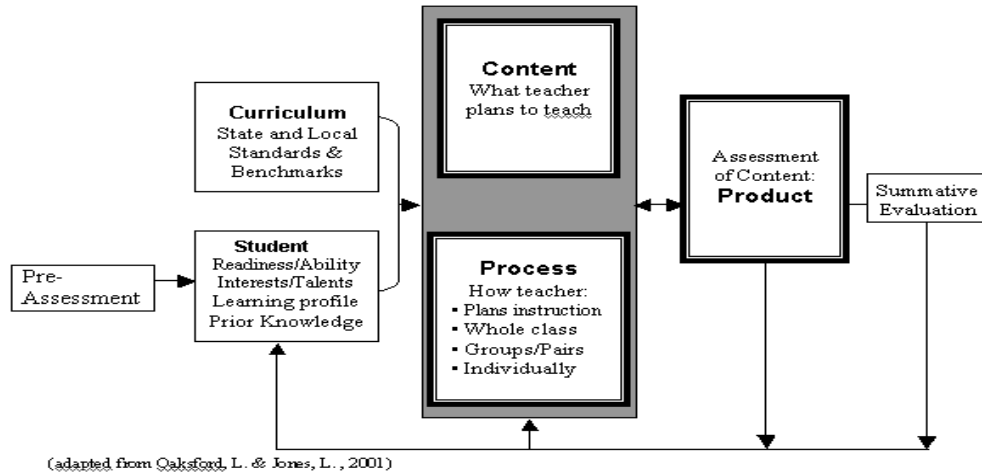 Pre-
Assessment
Curriculum
State and Local
Standards &
Benchmarks
Student
Readiness/Ability
Interests/Talents
Learning profile
Prior Knowledge
Content
What teacher
plans to teach
Process
How teacher:
▪ Plans instruction
▪ Whole class
▪ Groups/Pairs
▪ Individually
Assessment
of Content:
Product
Summative
Evaluation
(adapted from Oaksford, L. & Jones, L., 2001)